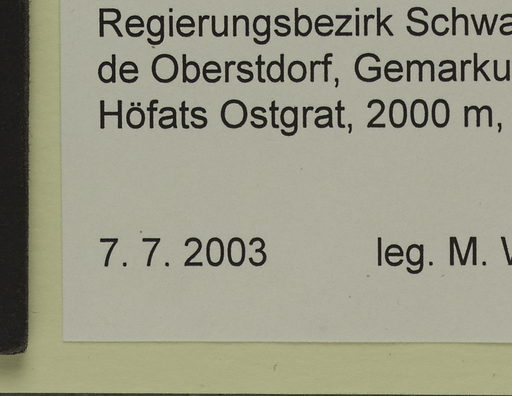 Regierungsbezirk Schwa
de Oberstdorf, Gemarku
Höfats Ostgrat, 2000 m,
7. 7. 2003 leg. M.